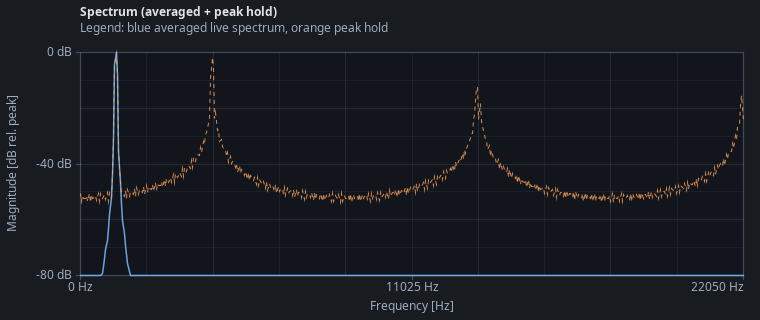 Spectrum (averaged + peak hold)
Legend: blue averaged live spectrum, orange peak hold
0 dB
-40 dB
-80 dB
Magnitude [dB rel. peak]
0 Hz
11025 Hz
22050 Hz
Frequency [Hz]